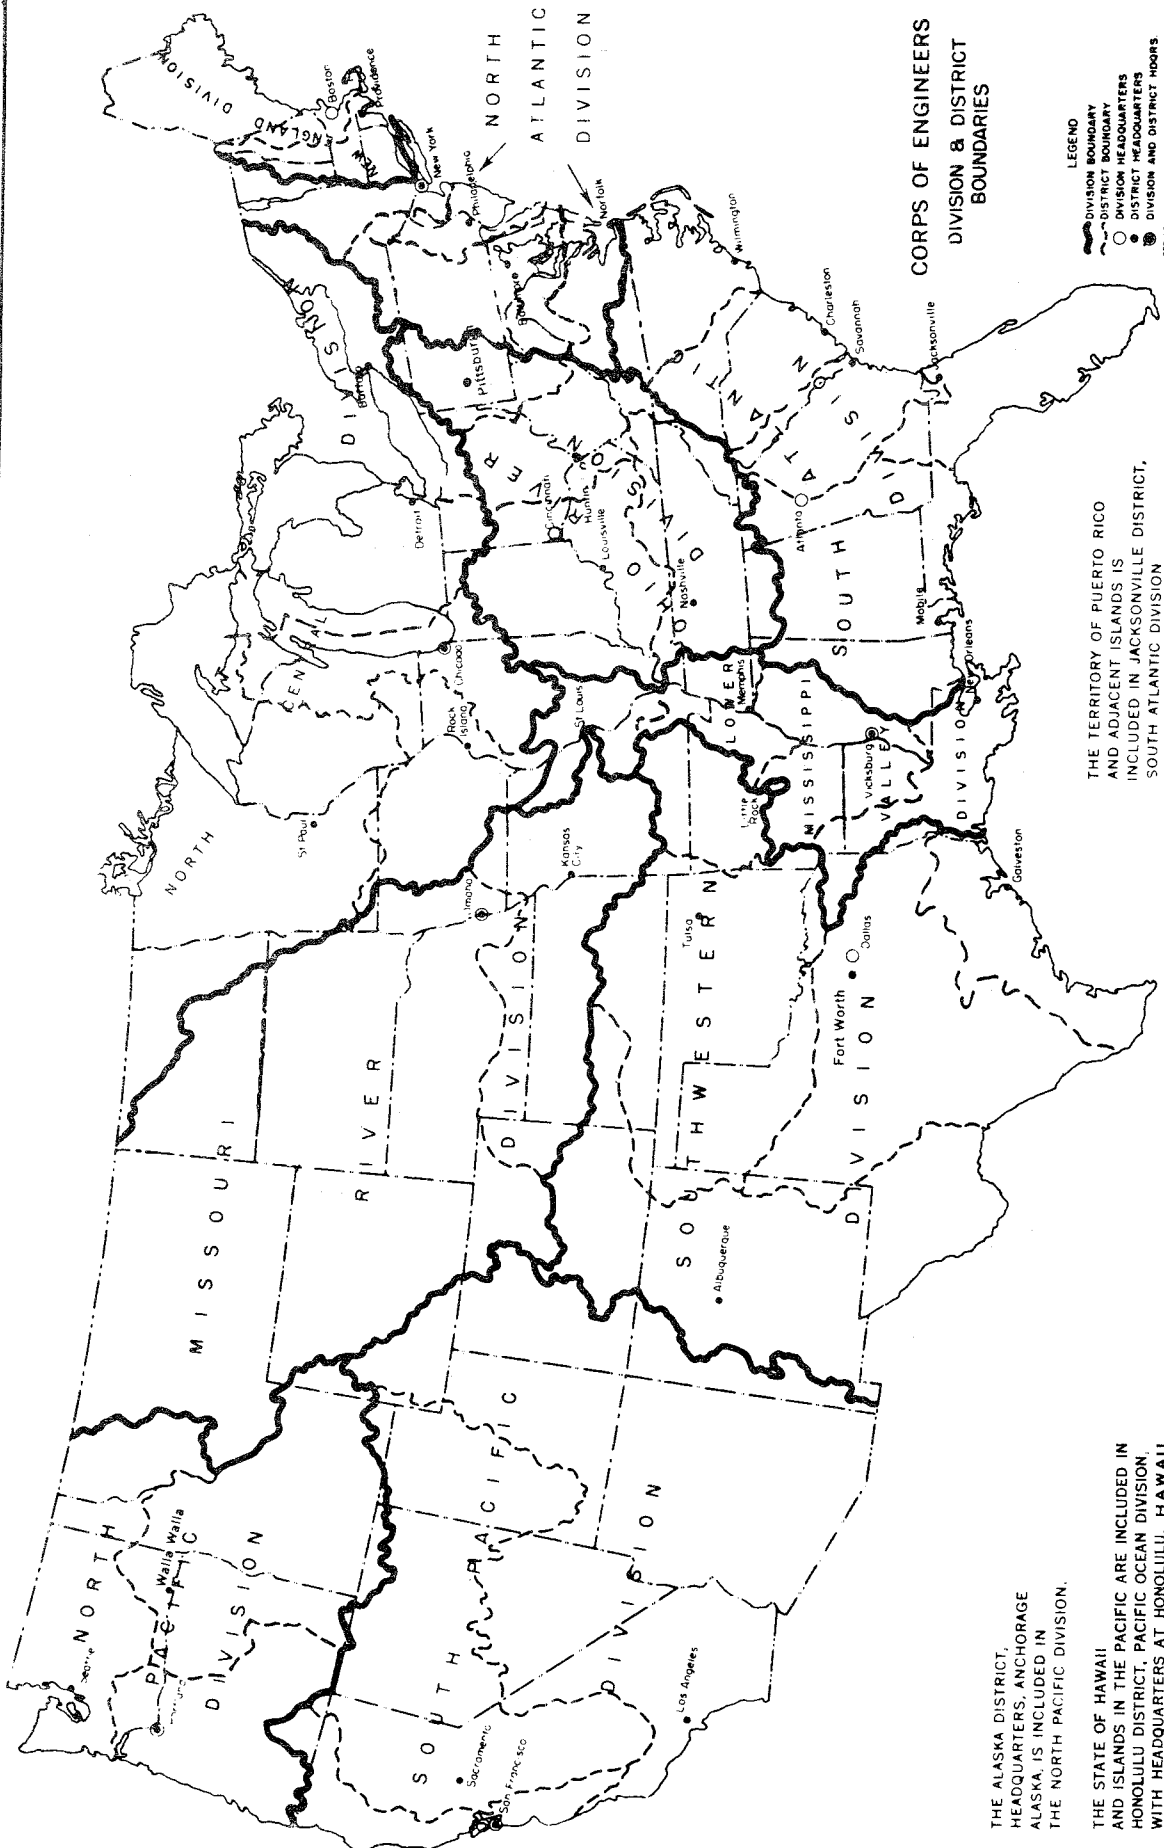 CORPS OF ENGINEERS
DIVISION & DISTRICT
BOUNDARIES
LEGEND
DIVISION BOUNDARY
DISTRICT BOUNDARY
DIVISION HEADQUARTERS
DISTRICT HEADQUARTERS
DIVISION AND DISTRICT HDQRS.
NORTH
PACIFIC
DIVISION
Seattle
Walla Walla
SOUTH
PACIFIC
DIVISION
Sacramento
San Francisco
Los Angeles
MISSOURI
RIVER
DIVISION
Omaha
Kansas
City
SOUTHWESTERN
DIVISION
Albuquerque
Tulsa
Fort Worth
Dallas
Galveston
Little
Rock
NORTH
CENTRAL
DIVISION
St Paul
Rock
Island
Chicago
Detroit
Buffalo
LOWER
MISSISSIPPI
VALLEY
DIVISION
St Louis
Memphis
Vicksburg
New Orleans
OHIO
RIVER
DIVISION
Pittsburg
Cincinnati
Louisville
Nashville
SOUTH
ATLANTIC
DIVISION
Atlanta
Mobile
Wilmington
Charleston
Savannah
Jacksonville
NORTH
ATLANTIC
DIVISION
New York
Philadelphia
Baltimore
Norfolk
NEW
ENGLAND
DIVISION
Boston
Providence
THE ALASKA DISTRICT,
HEADQUARTERS, ANCHORAGE
ALASKA, IS INCLUDED IN
THE NORTH PACIFIC DIVISION.
THE STATE OF HAWAII
AND ISLANDS IN THE PACIFIC ARE INCLUDED IN
HONOLULU DISTRICT, PACIFIC OCEAN DIVISION,
WITH HEADQUARTERS AT HONOLULU, HAWAII
THE TERRITORY OF PUERTO RICO
AND ADJACENT ISLANDS IS
INCLUDED IN JACKSONVILLE DISTRICT,
SOUTH ATLANTIC DIVISION